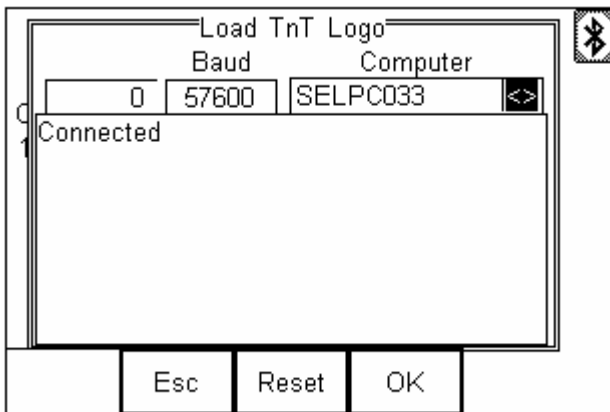 Load TnT Logo
Baud Computer
0 57600 SELPC033 <>
Connected
Esc Reset OK